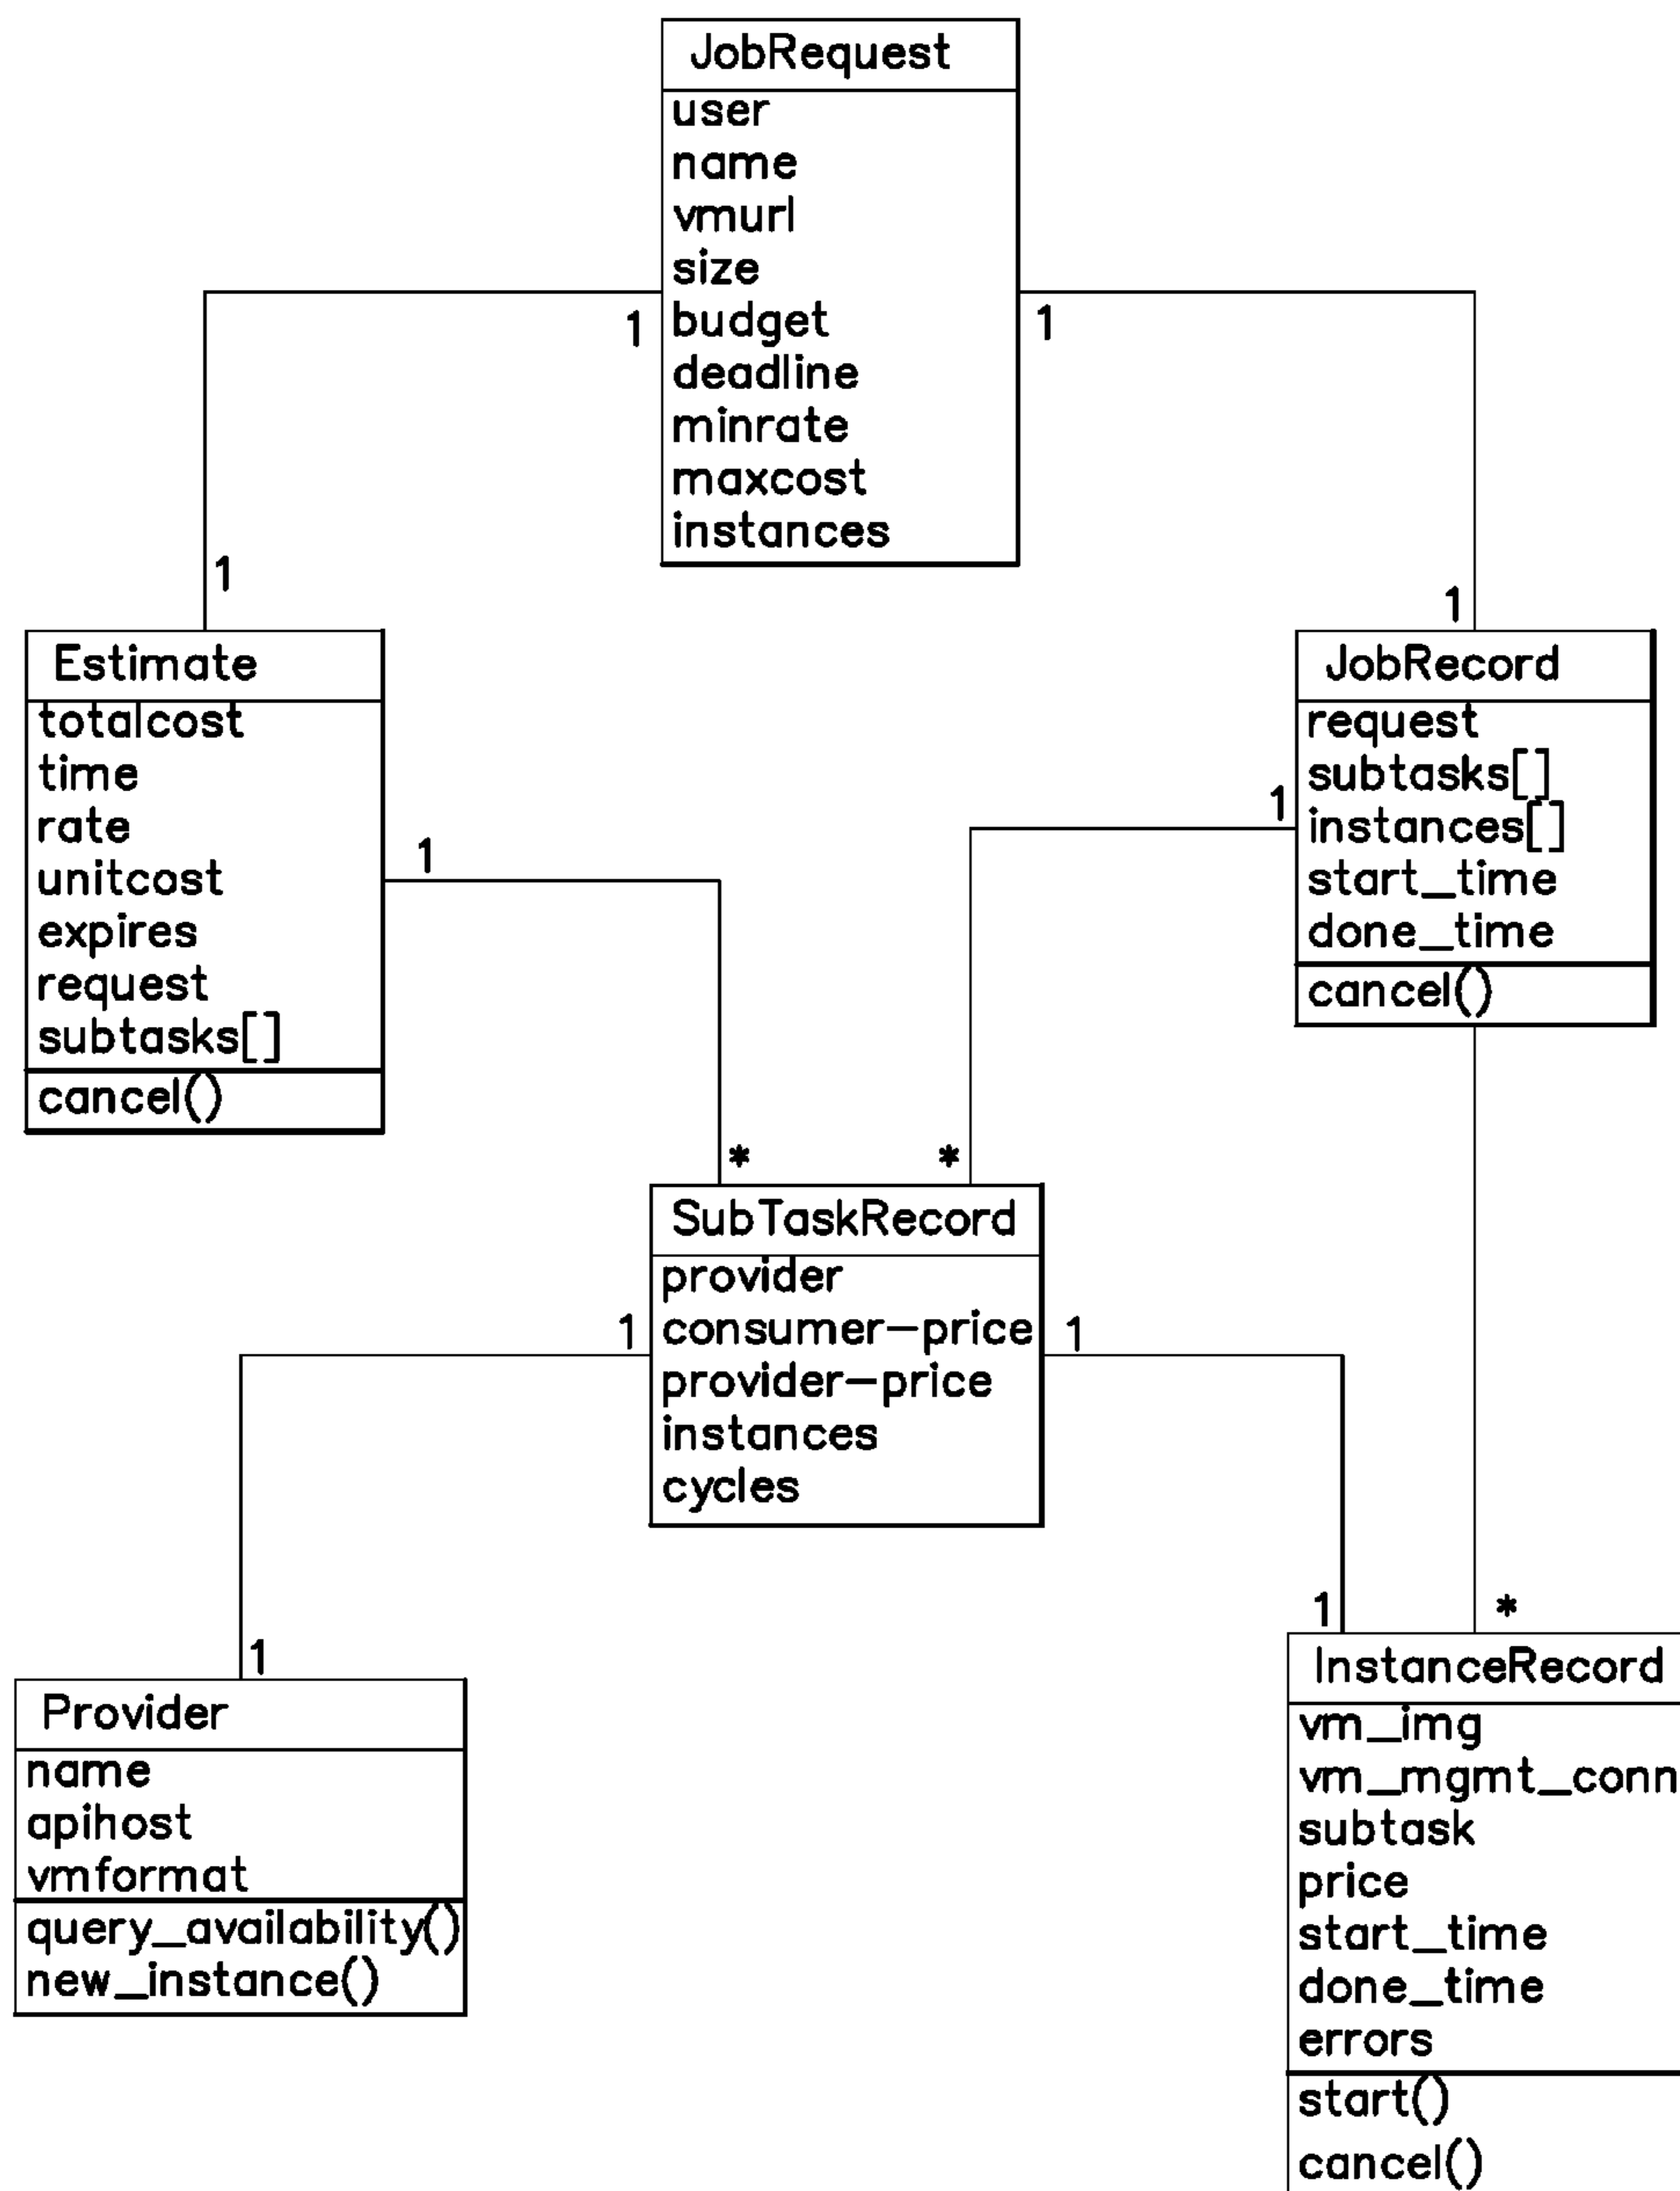 JobRequest
user
name
vmurl
size
budget
deadline
minrate
maxcost
instances
1
1
1
1
Estimate
totalcost
time
rate
unitcost
expires
request
subtasks[]
cancel()
JobRecord
request
subtasks[]
instances[]
start_time
done_time
cancel()
1
1
*
*
SubTaskRecord
provider
consumer-price
provider-price
instances
cycles
1
1
1
1
*
Provider
name
apihost
vmformat
query_availability()
new_instance()
InstanceRecord
vm_img
vm_mgmt_conn
subtask
price
start_time
done_time
errors
start()
cancel()